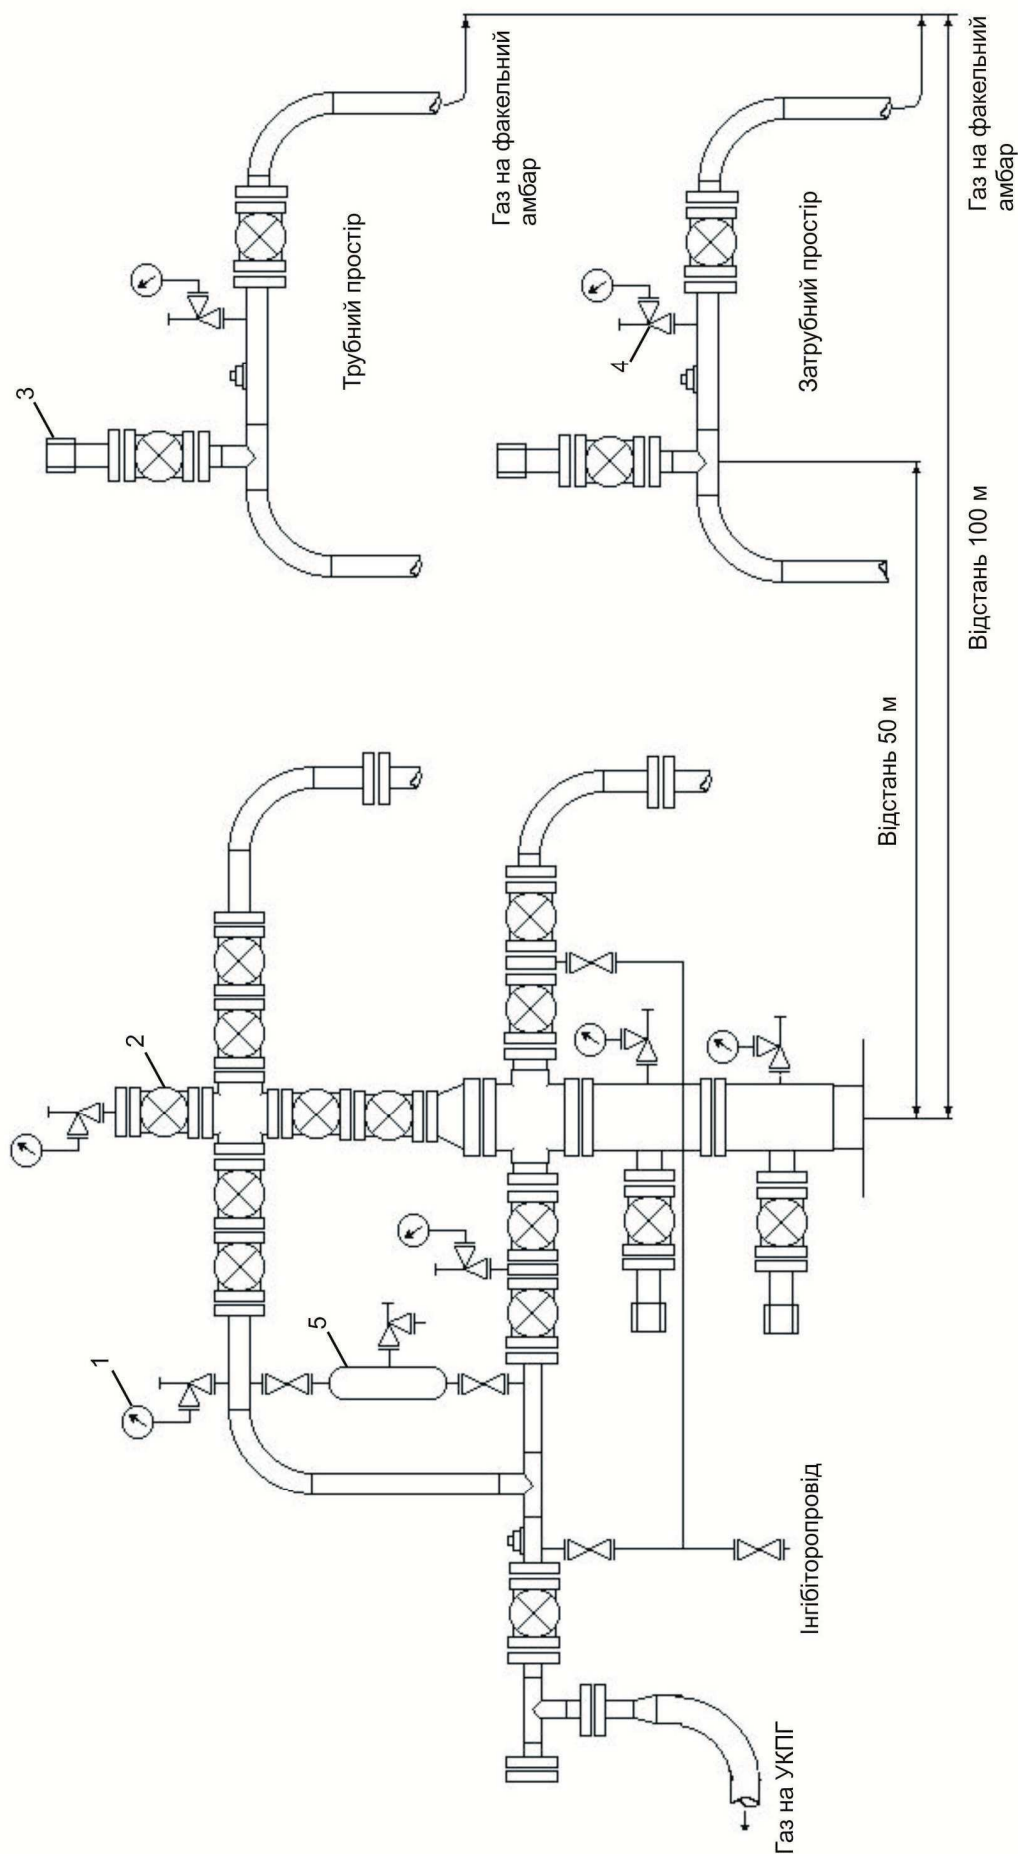 3
Трубний простір
Газ на факельний
амбар
4
Затрубний простір
Газ на факельний
амбар
Відстань 50 м
Відстань 100 м
2
1
5
Інгібіторопровід
Газ на УКПГ